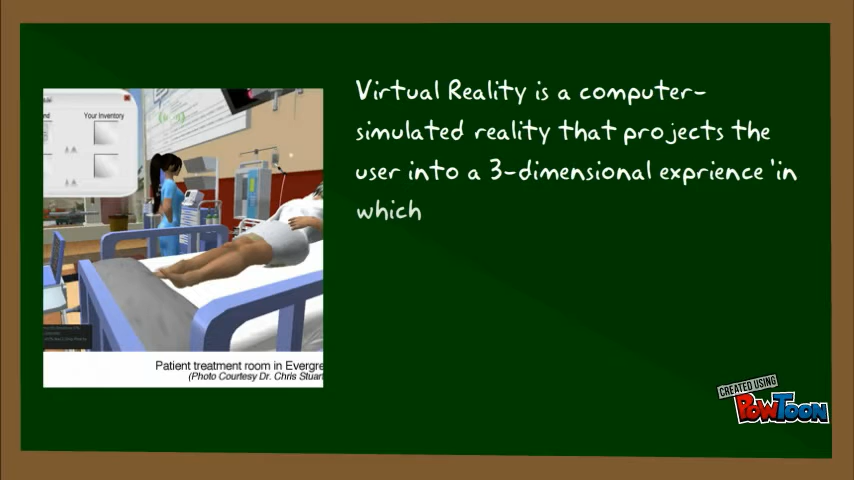 Virtual Reality is a computer-
simulated reality that projects the
user into a 3-dimensional exprience 'in
which
Your Inventory
Patient treatment room in Evergre
(Photo Courtesy Dr. Chris Stuart
CREATED USING
POWTOON